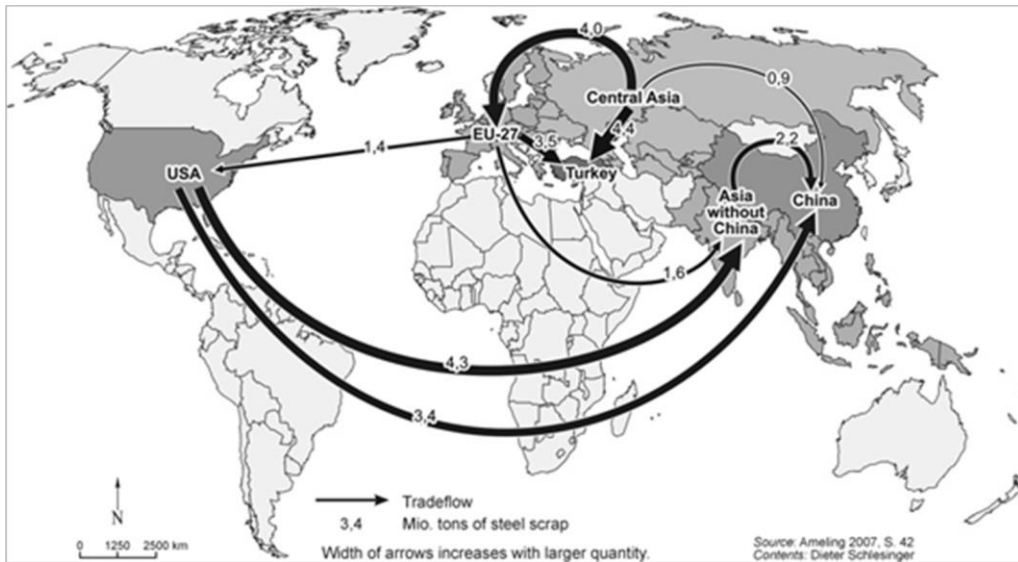 4,0
Central Asia
0,9
EU-27
3,5
4,4
2,2
1,4
USA
Turkey
Asia
without
China
China
1,6
4,3
3,4
N
Tradeflow
3,4 Mio. tons of steel scrap
0 1250 2500 km
Width of arrows increases with larger quantity.
Source: Ameling 2007, S. 42
Contents: Dieter Schlesinger